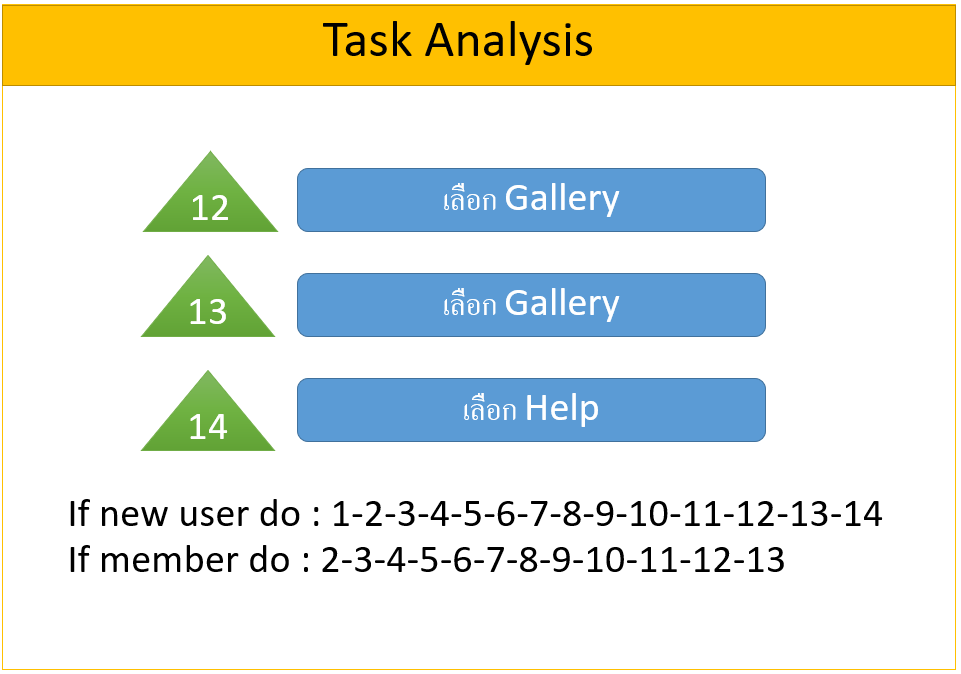 Task Analysis
12
เลือก Gallery
13
เลือก Gallery
14
เลือก Help
If new user do : 1-2-3-4-5-6-7-8-9-10-11-12-13-14
If member do : 2-3-4-5-6-7-8-9-10-11-12-13